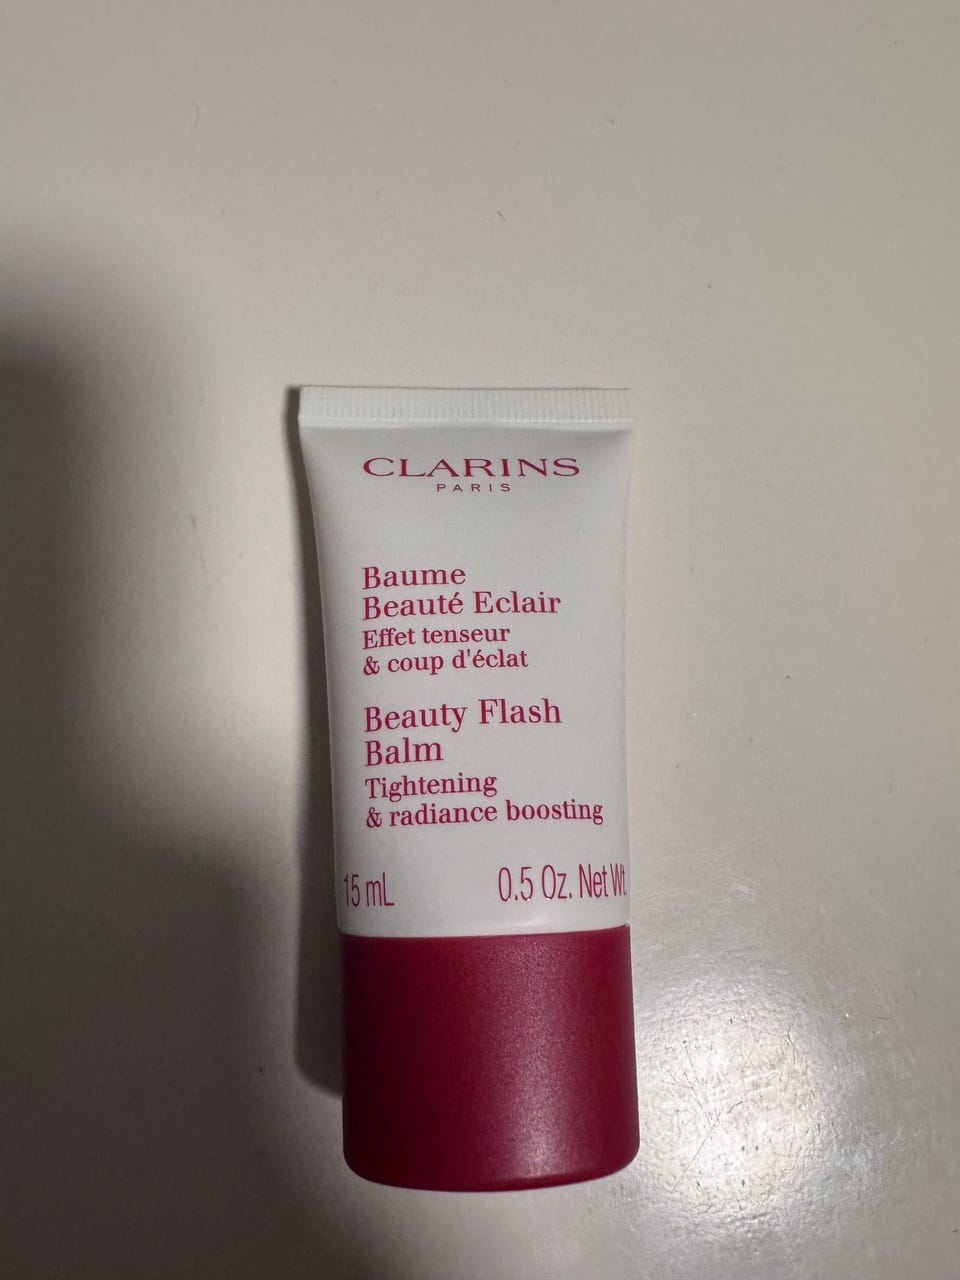 CLARINS
PARIS
Baume
Beauté Eclair
Effet tenseur
& coup d'éclat
Beauty Flash
Balm
Tightening
& radiance boosting
15 mL 0.5 Oz. Net Wt.